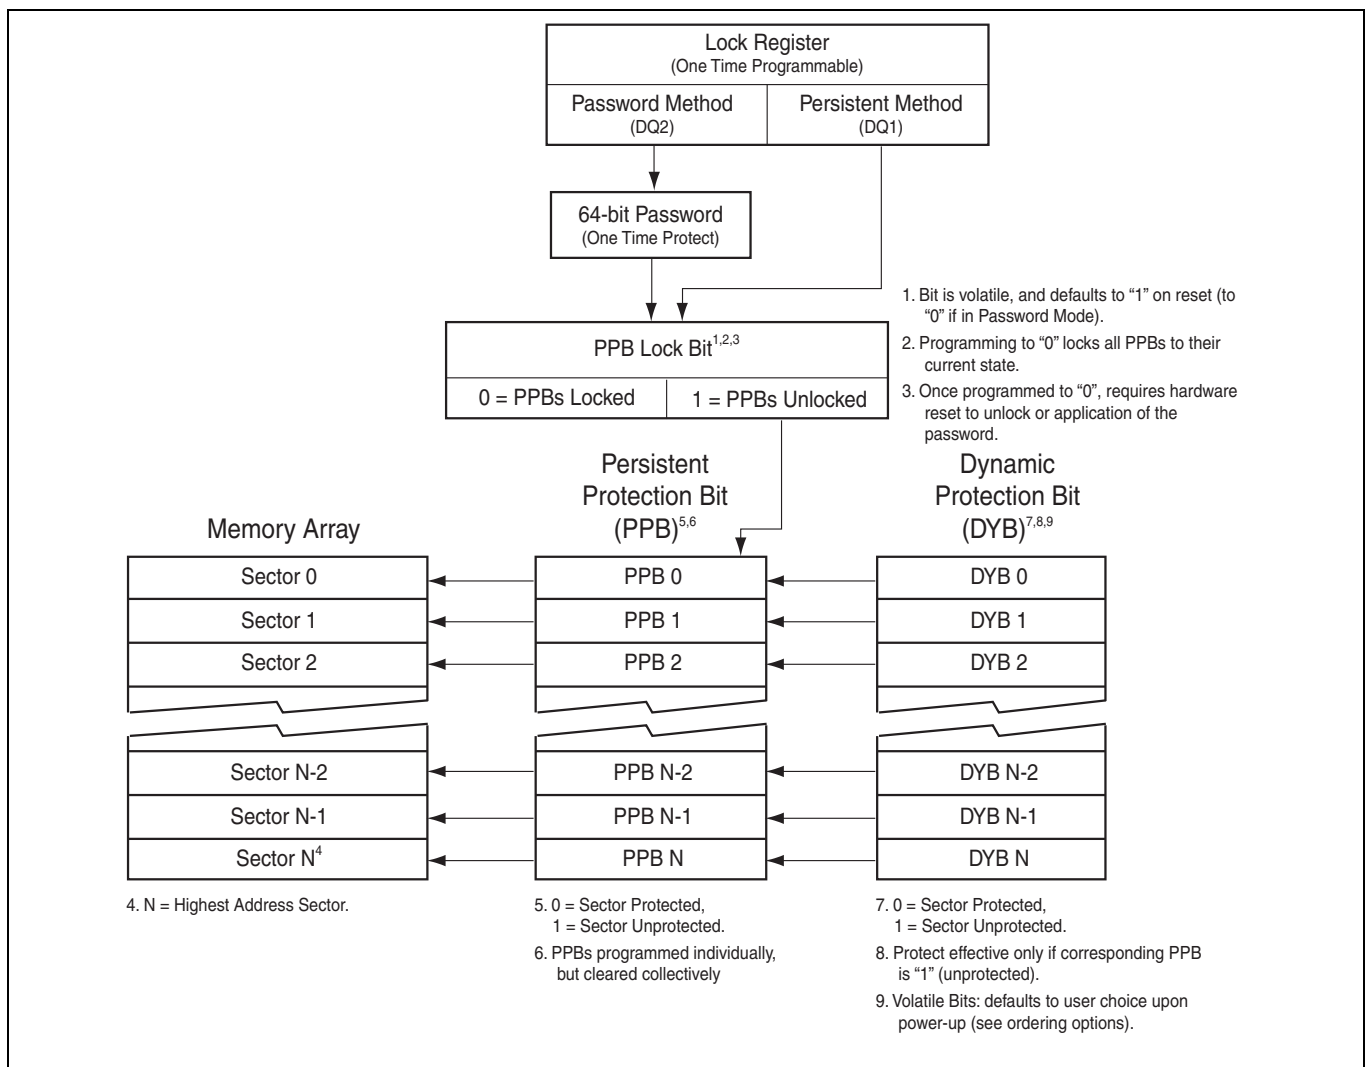 Lock Register
(One Time Programmable)
Password Method
(DQ2)
Persistent Method
(DQ1)
64-bit Password
(One Time Protect)
PPB Lock Bit1,2,3
0 = PPBs Locked
1 = PPBs Unlocked
1. Bit is volatile, and defaults to “1” on reset (to
“0” if in Password Mode).
2. Programming to “0” locks all PPBs to their
current state.
3. Once programmed to “0”, requires hardware
reset to unlock or application of the
password.
Memory Array
Sector 0
Sector 1
Sector 2
Sector N-2
Sector N-1
Sector N4
4. N = Highest Address Sector.
Persistent
Protection Bit
(PPB)5,6
PPB 0
PPB 1
PPB 2
PPB N-2
PPB N-1
PPB N
5. 0 = Sector Protected,
1 = Sector Unprotected.
6. PPBs programmed individually,
but cleared collectively
Dynamic
Protection Bit
(DYB)7,8,9
DYB 0
DYB 1
DYB 2
DYB N-2
DYB N-1
DYB N
7. 0 = Sector Protected,
1 = Sector Unprotected.
8. Protect effective only if corresponding PPB
is “1” (unprotected).
9. Volatile Bits: defaults to user choice upon
power-up (see ordering options).